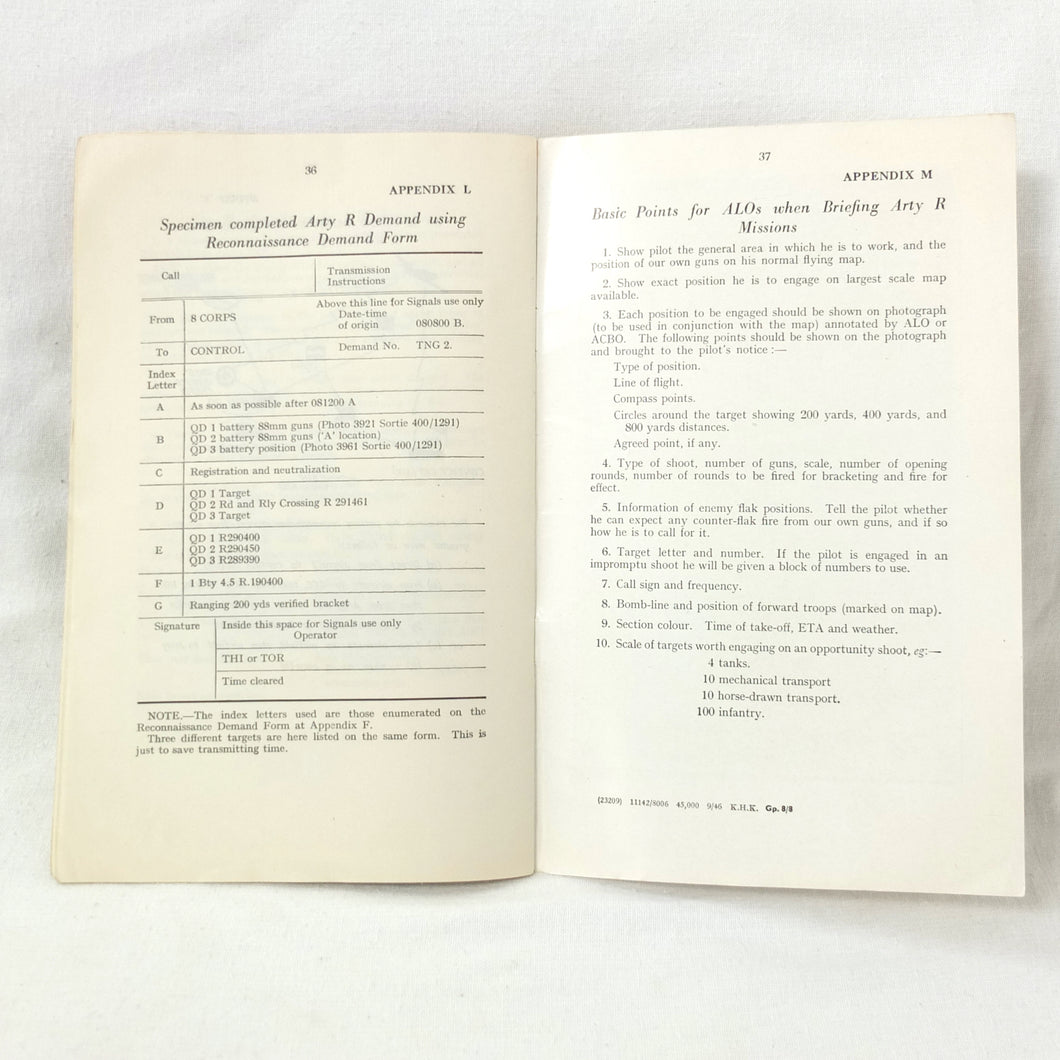 36
APPENDIX L
Specimen completed Arty R Demand using
Reconnaissance Demand Form
Call
Transmission
Instructions
Above this line for Signals use only
From
8 CORPS
Date-time
of origin 080800 B.
To
CONTROL
Demand No. TNG 2.
Index
Letter
A
As soon as possible after 081200 A
B
QD 1 battery 88mm guns (Photo 3921 Sortie 400/1291)
QD 2 battery 88mm guns ('A' location)
QD 3 battery position (Photo 3961 Sortie 400/1291)
C
Registration and neutralization
D
QD 1 Target
QD 2 Rd and Rly Crossing R 291461
QD 3 Target
E
QD 1 R290400
QD 2 R290450
QD 3 R289390
F
1 Bty 4.5 R.190400
G
Ranging 200 yds verified bracket
Signature
Inside this space for Signals use only
Operator
THI or TOR
Time cleared
NOTE.—The index letters used are those enumerated on the
Reconnaissance Demand Form at Appendix F.
Three different targets are here listed on the same form. This is
just to save transmitting time.
37
APPENDIX M
Basic Points for ALOs when Briefing Arty R
Missions
1. Show pilot the general area in which he is to work, and the
position of our own guns on his normal flying map.
2. Show exact position he is to engage on largest scale map
available.
3. Each position to be engaged should be shown on photograph
(to be used in conjunction with the map) annotated by ALO or
ACBO. The following points should be shown on the photograph
and brought to the pilot's notice :—
Type of position.
Line of flight.
Compass points.
Circles around the target showing 200 yards, 400 yards, and
800 yards distances.
Agreed point, if any.
4. Type of shoot, number of guns, scale, number of opening
rounds, number of rounds to be fired for bracketing and fire for
effect.
5. Information of enemy flak positions. Tell the pilot whether
he can expect any counter-flak fire from our own guns, and if so
how he is to call for it.
6. Target letter and number. If the pilot is engaged in an
impromptu shoot he will be given a block of numbers to use.
7. Call sign and frequency.
8. Bomb-line and position of forward troops (marked on map).
9. Section colour. Time of take-off, ETA and weather.
10. Scale of targets worth engaging on an opportunity shoot, eg:—
4 tanks.
10 mechanical transport
10 horse-drawn transport.
100 infantry.
(23209) 11142/8006 45,000 9/46 K.H.K. Gp. 8/8